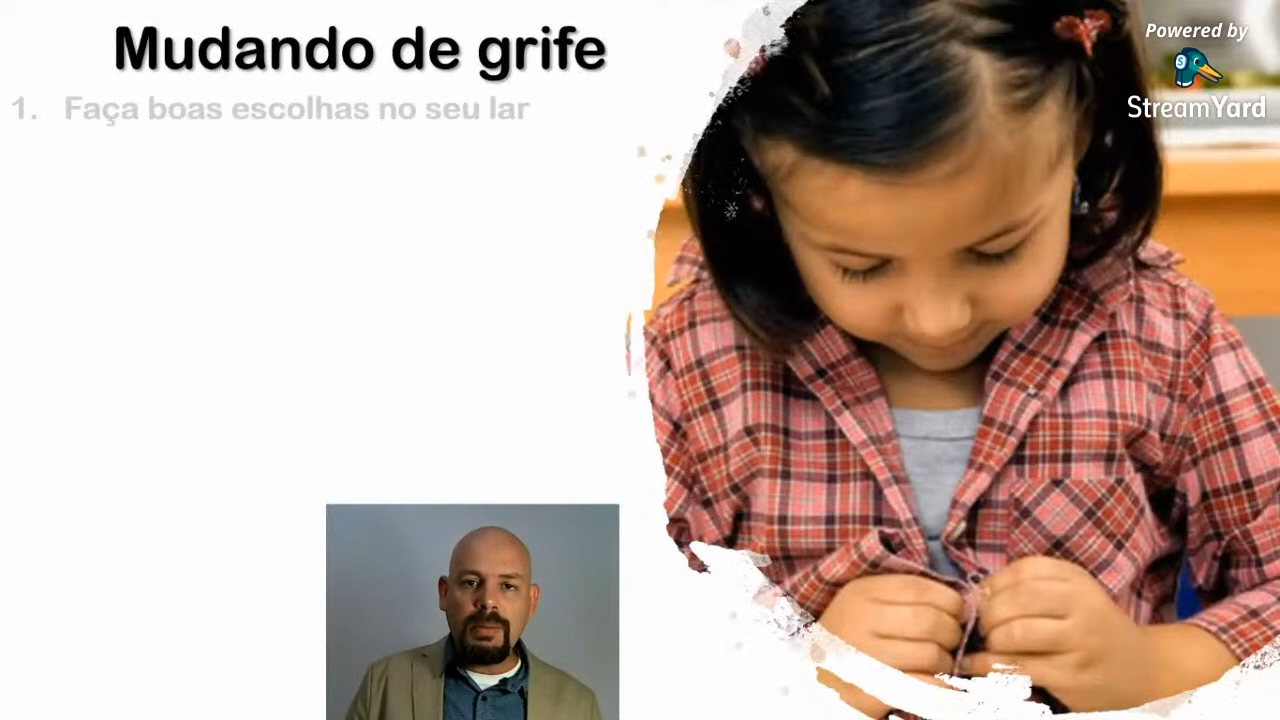 Mudando de grife
1. Faça boas escolhas no seu lar
Powered by
S
StreamYard